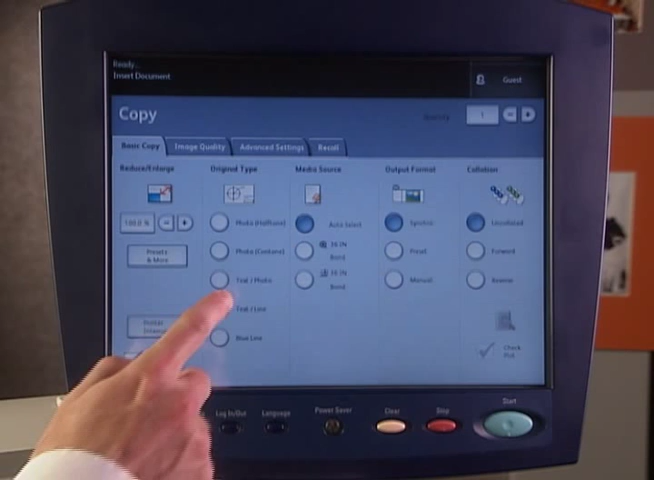 Ready...
Insert Document
Guest
Copy
Quantity
1
Basic Copy
Image Quality
Advanced Settings
Recall
Reduce/Enlarge
Original Type
Media Source
Output Format
Collation
100.0 %
Photo (Halftone)
Auto Select
Synchro
Uncollated
Presets
& More
Photo (Contone)
36 IN
Bond
Preset
Forward
Text / Photo
36 IN
Bond
Manual
Reverse
Text / Line
Printer
Blue Line
Check
Plot
Log In/Out
Language
Power Saver
Clear
Stop
Start